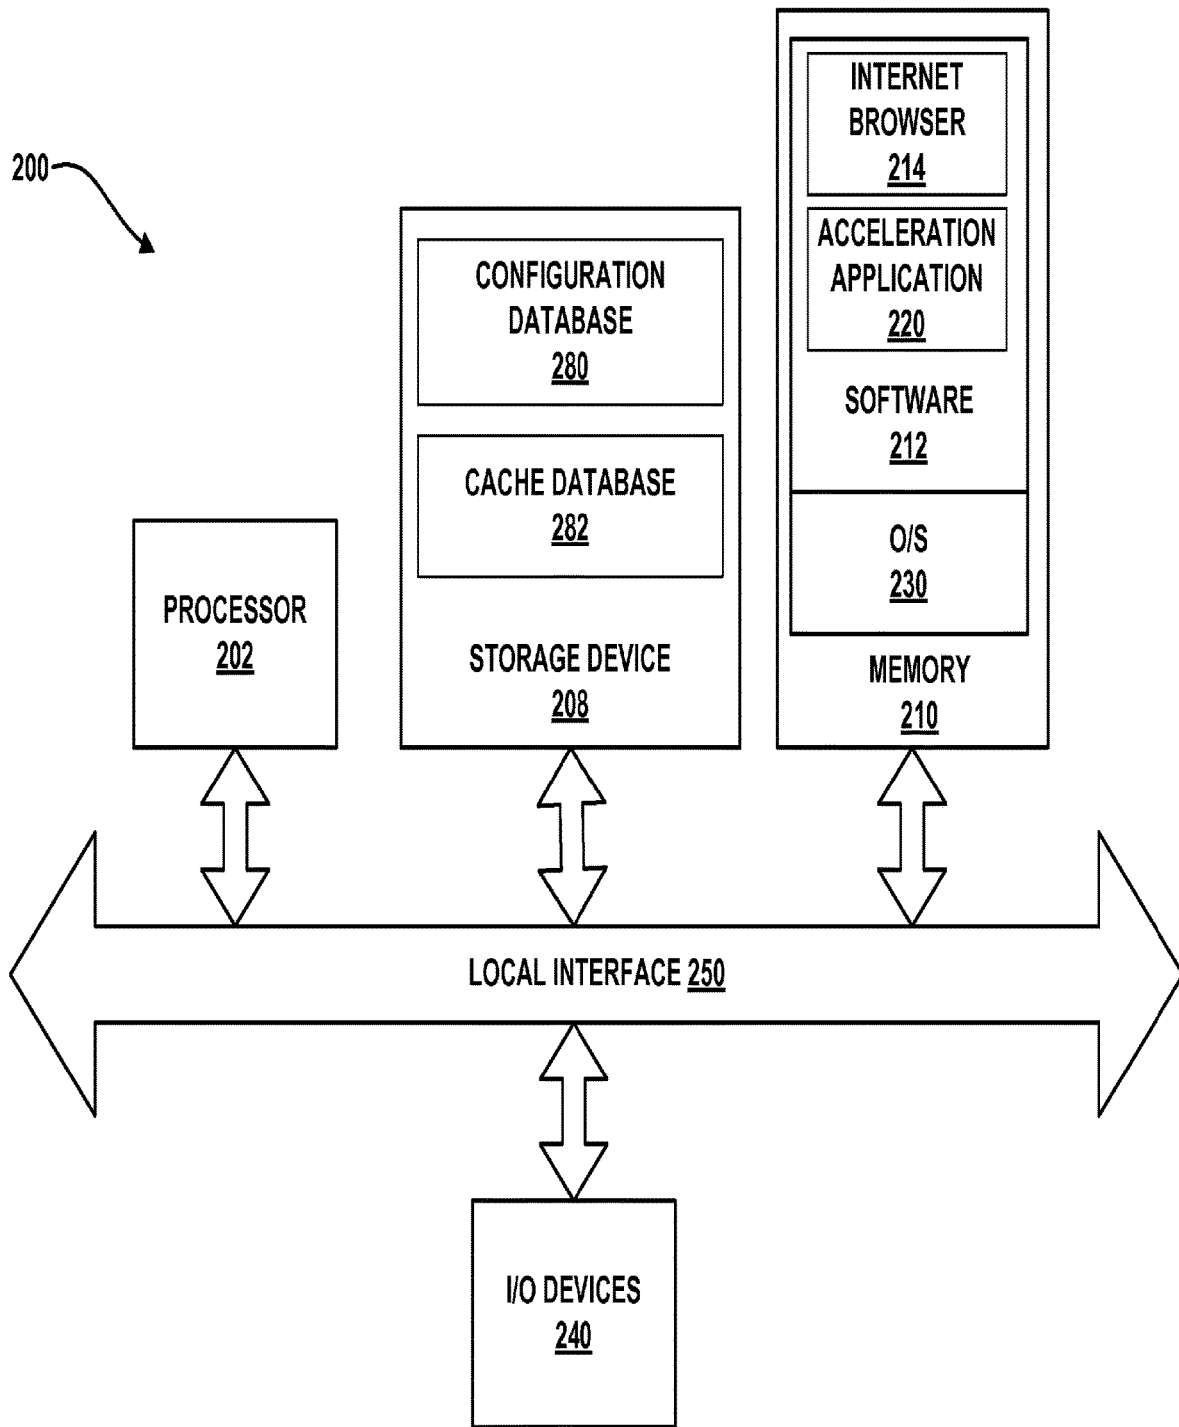 200
INTERNET
BROWSER
214
ACCELERATION
APPLICATION
220
SOFTWARE
212
O/S
230
MEMORY
210
CONFIGURATION
DATABASE
280
CACHE DATABASE
282
STORAGE DEVICE
208
PROCESSOR
202
LOCAL INTERFACE 250
I/O DEVICES
240